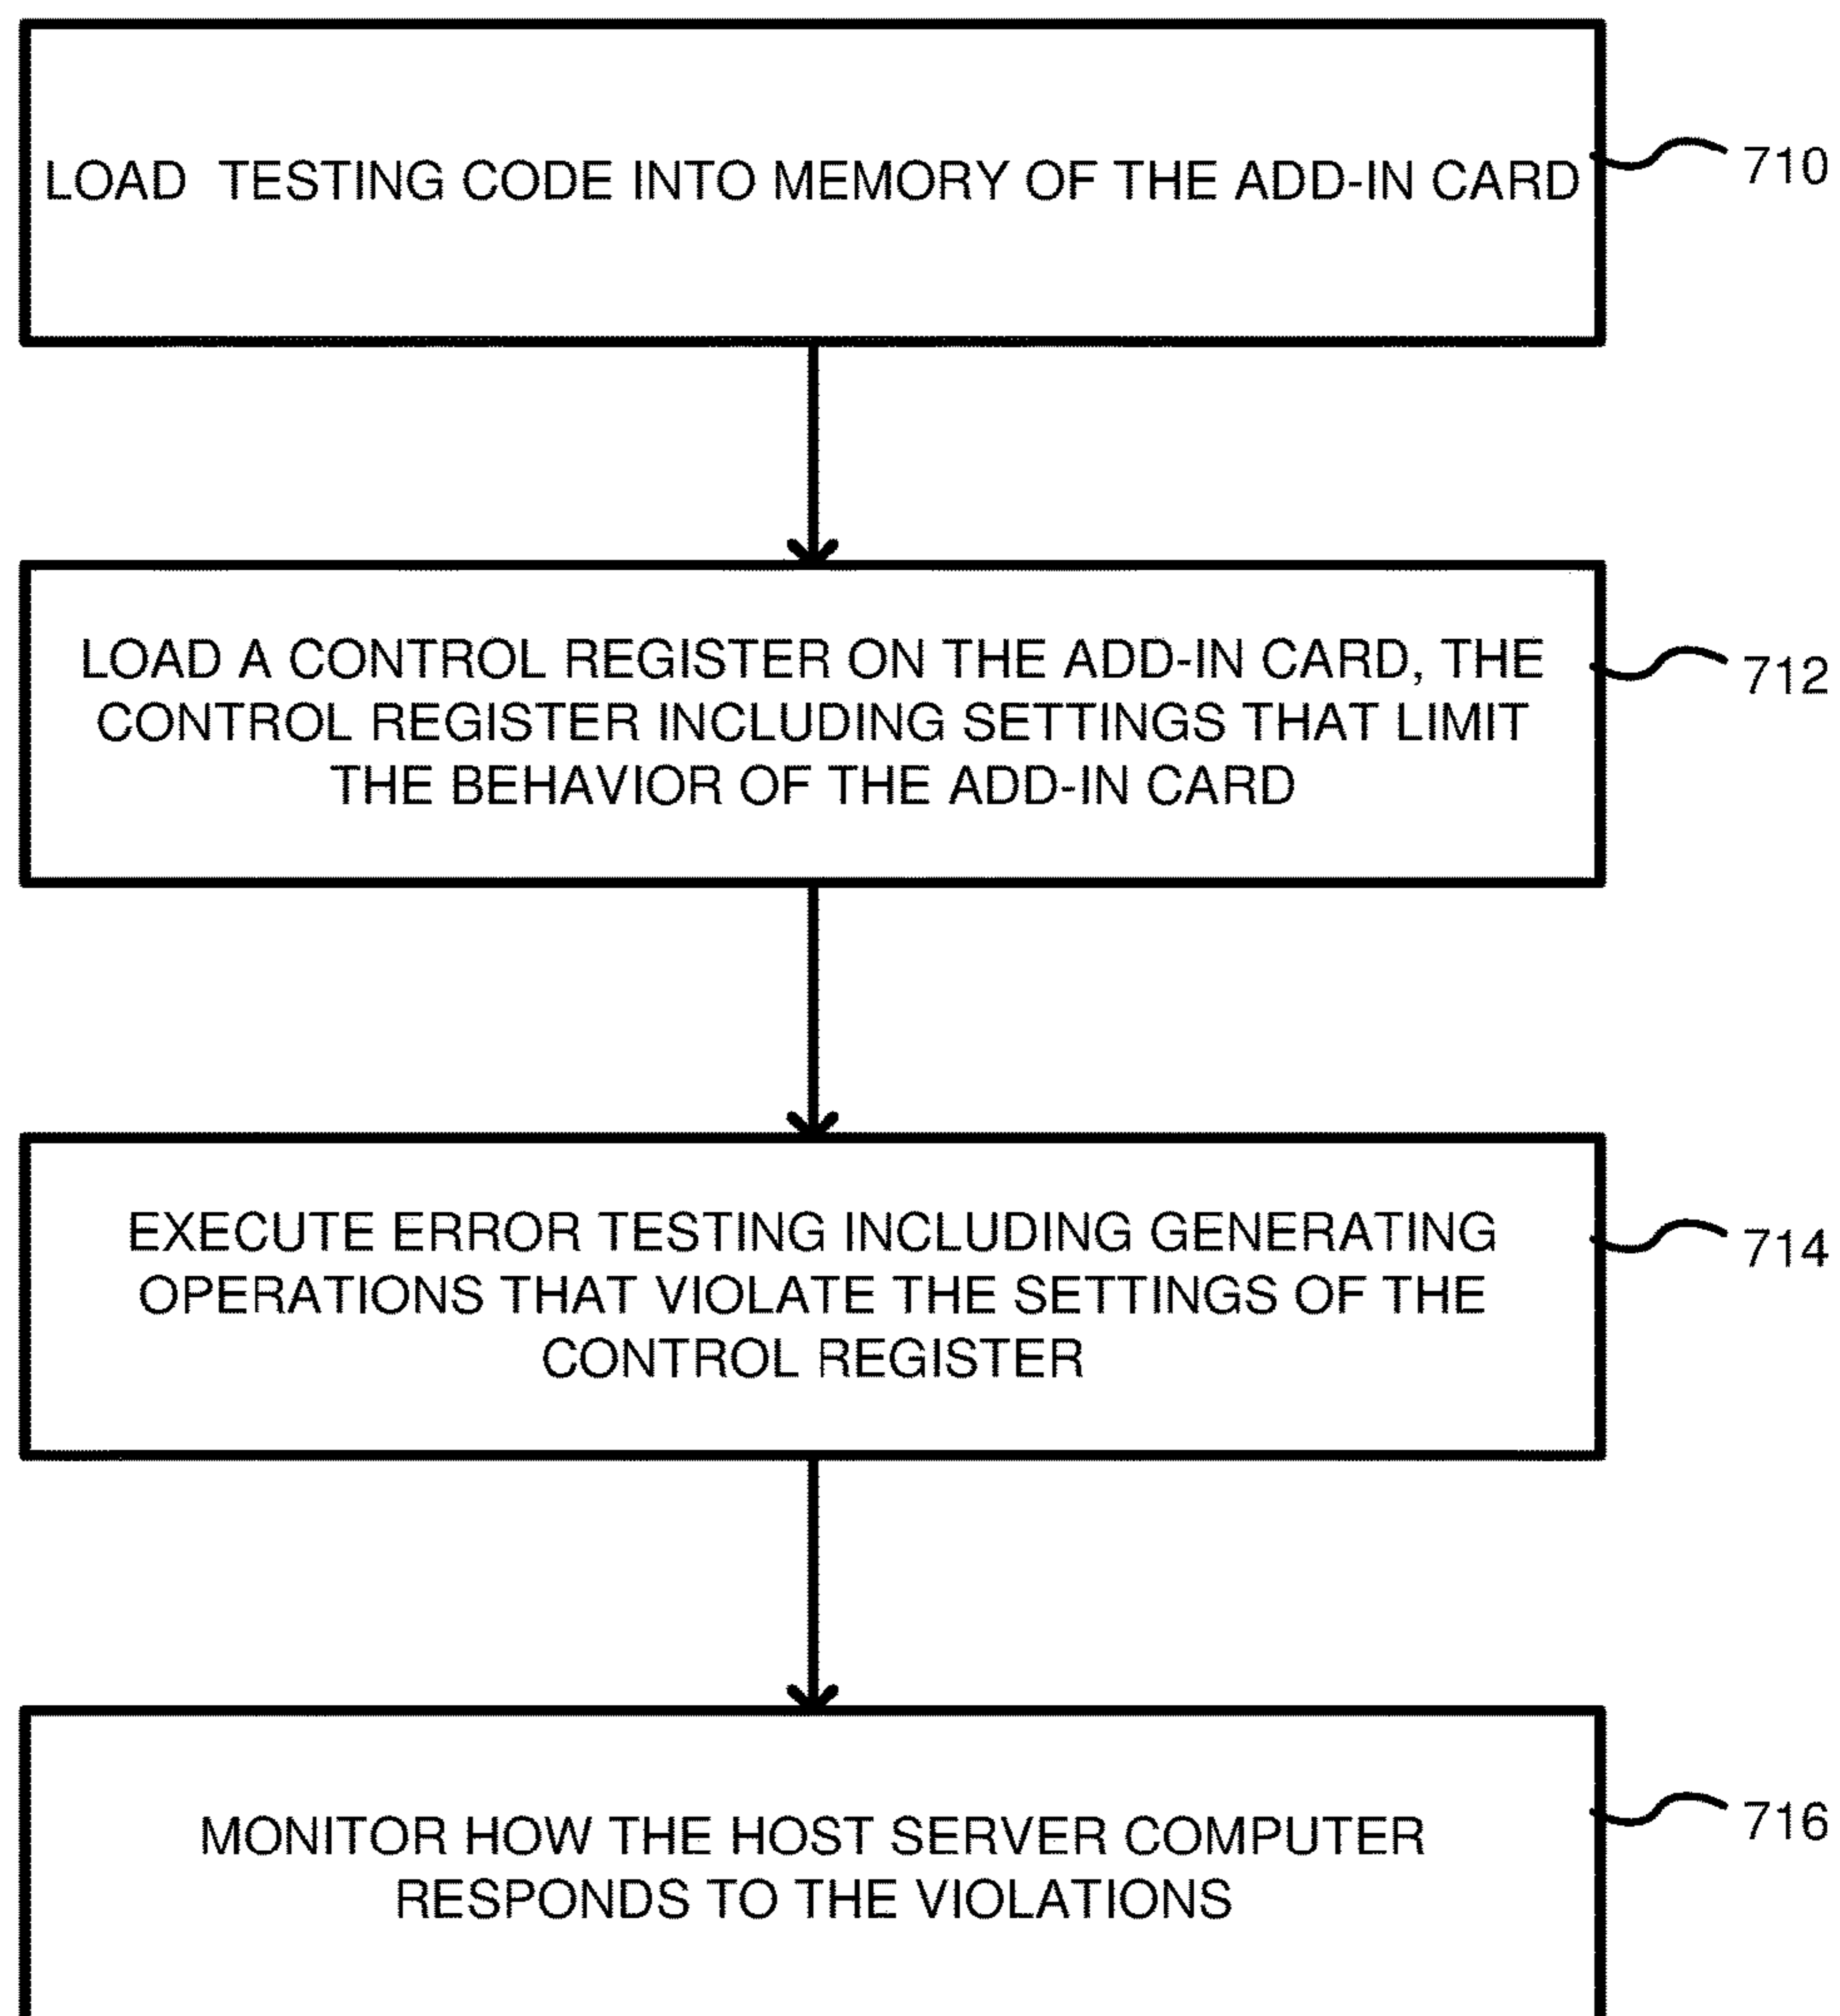 LOAD TESTING CODE INTO MEMORY OF THE ADD-IN CARD
710
LOAD A CONTROL REGISTER ON THE ADD-IN CARD, THE
CONTROL REGISTER INCLUDING SETTINGS THAT LIMIT
THE BEHAVIOR OF THE ADD-IN CARD
712
EXECUTE ERROR TESTING INCLUDING GENERATING
OPERATIONS THAT VIOLATE THE SETTINGS OF THE
CONTROL REGISTER
714
MONITOR HOW THE HOST SERVER COMPUTER
RESPONDS TO THE VIOLATIONS
716